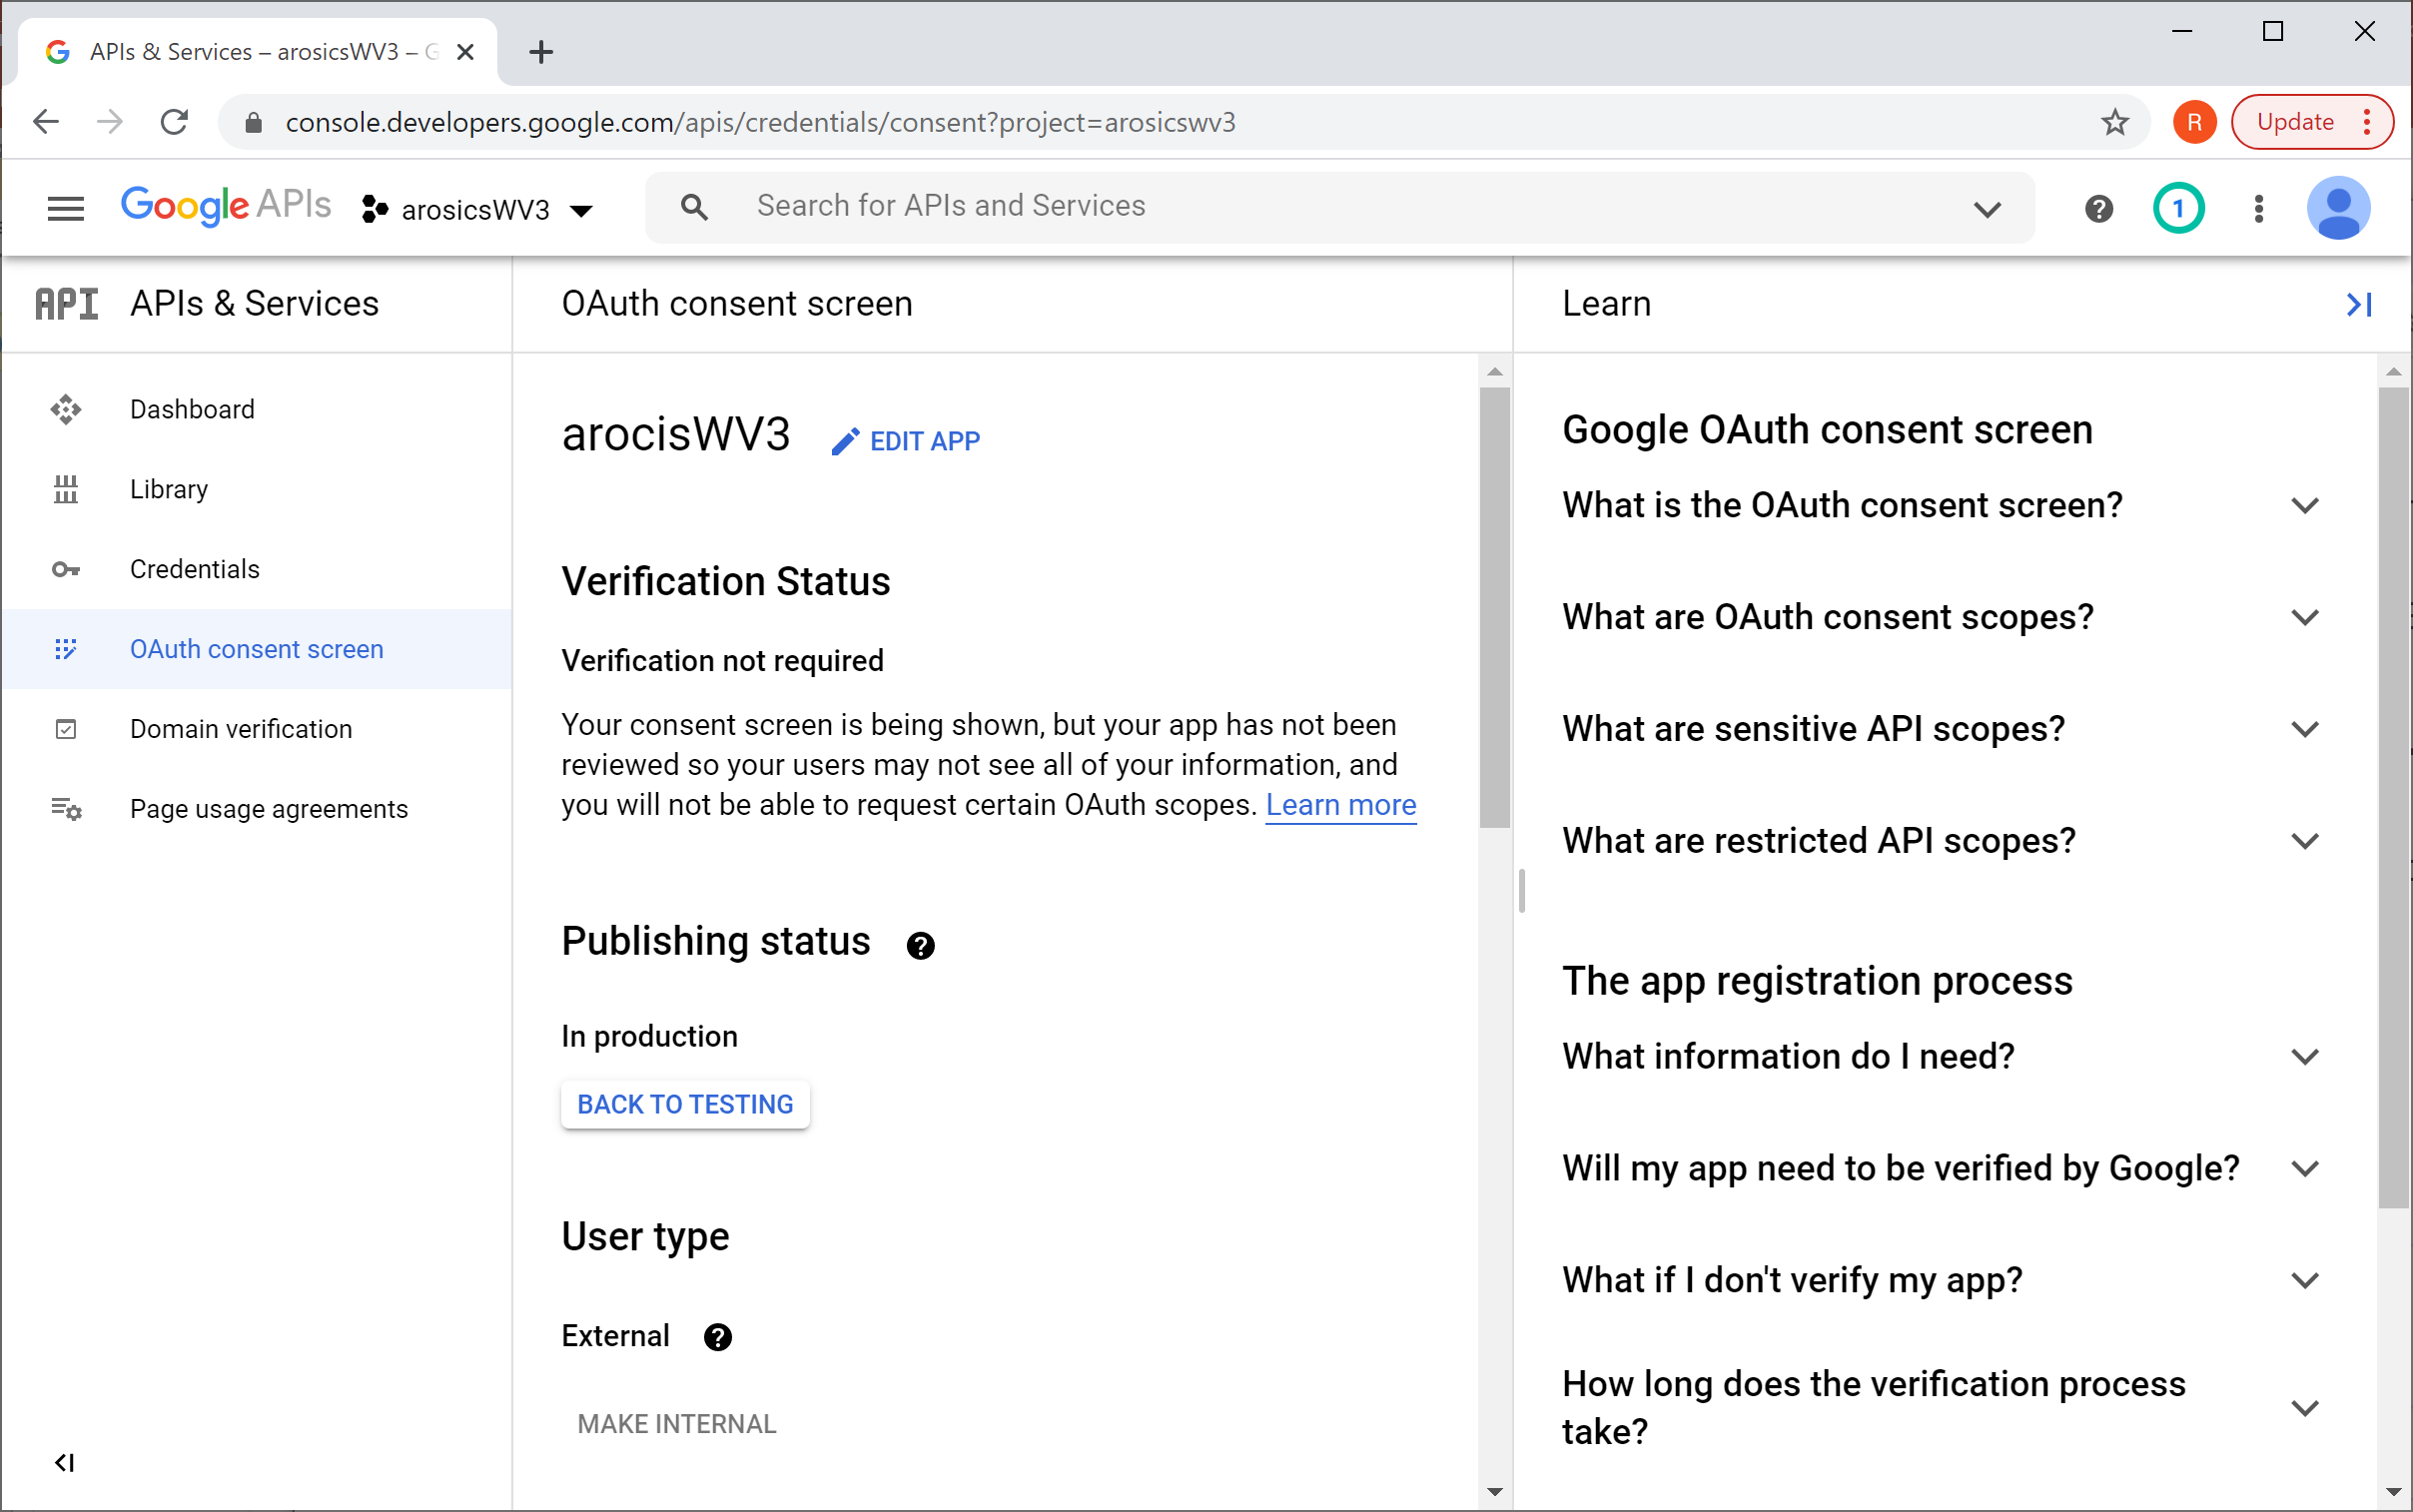 APIs & Services – arosicsWV3 – G
console.developers.google.com/apis/credentials/consent?project=arosicswv3
R
Update
Google APIs
arosicsWV3
Search for APIs and Services
?
1
API
APIs & Services
Dashboard
Library
Credentials
OAuth consent screen
Domain verification
Page usage agreements
OAuth consent screen
arocisWV3
EDIT APP
Verification Status
Verification not required
Your consent screen is being shown, but your app has not been
reviewed so your users may not see all of your information, and
you will not be able to request certain OAuth scopes. Learn more
Publishing status ?
In production
BACK TO TESTING
User type
External ?
MAKE INTERNAL
Learn
Google OAuth consent screen
What is the OAuth consent screen?
What are OAuth consent scopes?
What are sensitive API scopes?
What are restricted API scopes?
The app registration process
What information do I need?
Will my app need to be verified by Google?
What if I don't verify my app?
How long does the verification process
take?